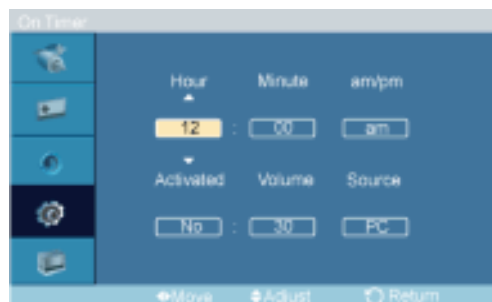 On Timer
Hour Minute am/pm
12 : 00 am
Activated Volume Source
No : 30 PC
Move Adjust Return